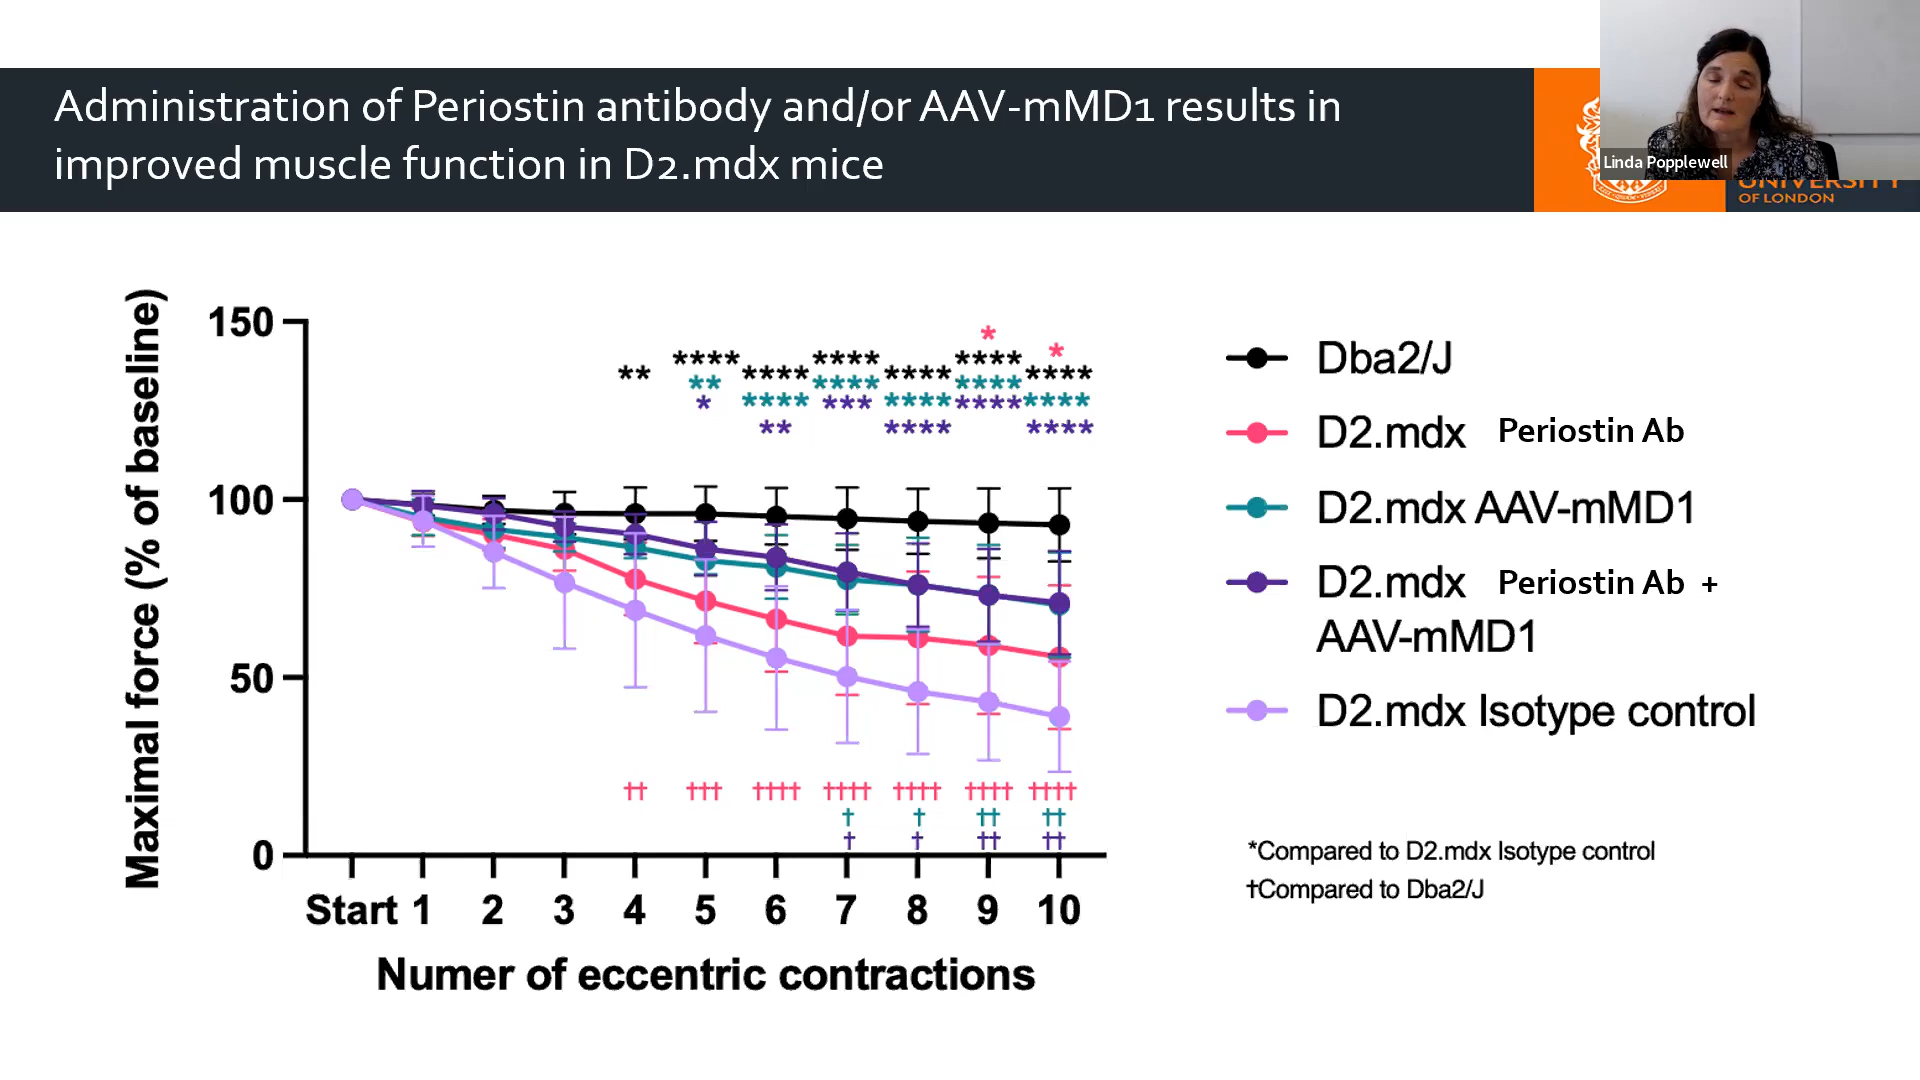 Administration of Periostin antibody and/or AAV-mMD1 results in
improved muscle function in D2.mdx mice
Linda Popplewell
UNIVERSITY
OF LONDON
Maximal force (% of baseline)
150
100
50
0
*
*
** **** **** **** **** **** ****
** **** **** **** **** ****
* ** *** **** **** ****
†† ††† †††† †††† †††† †††† ††††
† † †† ††
† † †† ††
Start 1 2 3 4 5 6 7 8 9 10
Numer of eccentric contractions
Dba2/J
D2.mdx Periostin Ab
D2.mdx AAV-mMD1
D2.mdx Periostin Ab +
AAV-mMD1
D2.mdx Isotype control
*Compared to D2.mdx Isotype control
†Compared to Dba2/J